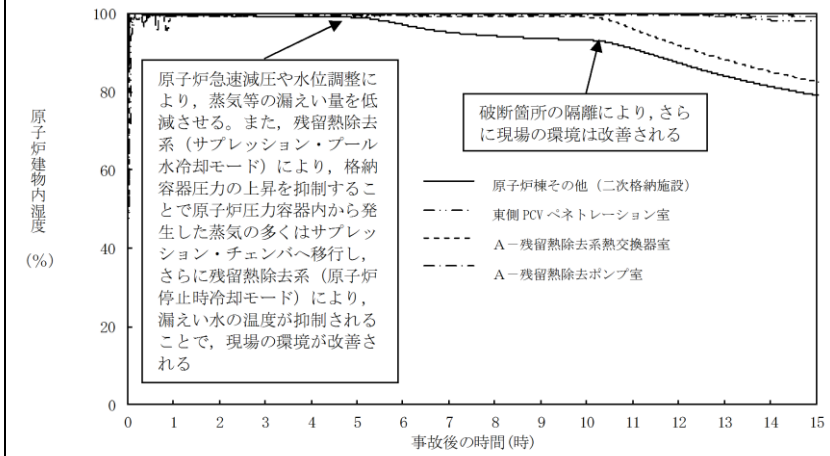 100
80
60
40
20
0
原子炉建物内湿度
(%)
原子炉急速減圧や水位調整に
より，蒸気等の漏えい量を低
減させる。また，残留熱除去
系（サプレッション・プール
水冷却モード）により，格納
容器圧力の上昇を抑制するこ
とで原子炉圧力容器内から発
生した蒸気の多くはサプレッ
ション・チェンバへ移行し，
さらに残留熱除去系（原子炉
停止時冷却モード）により，
漏えい水の温度が抑制される
ことで，現場の環境が改善さ
れる
破断箇所の隔離により，さら
に現場の環境は改善される
原子炉棟その他（二次格納施設）
東側 PCV ペネトレーション室
A－残留熱除去系熱交換器室
A－残留熱除去ポンプ室
0 1 2 3 4 5 6 7 8 9 10 11 12 13 14 15
事故後の時間(時)